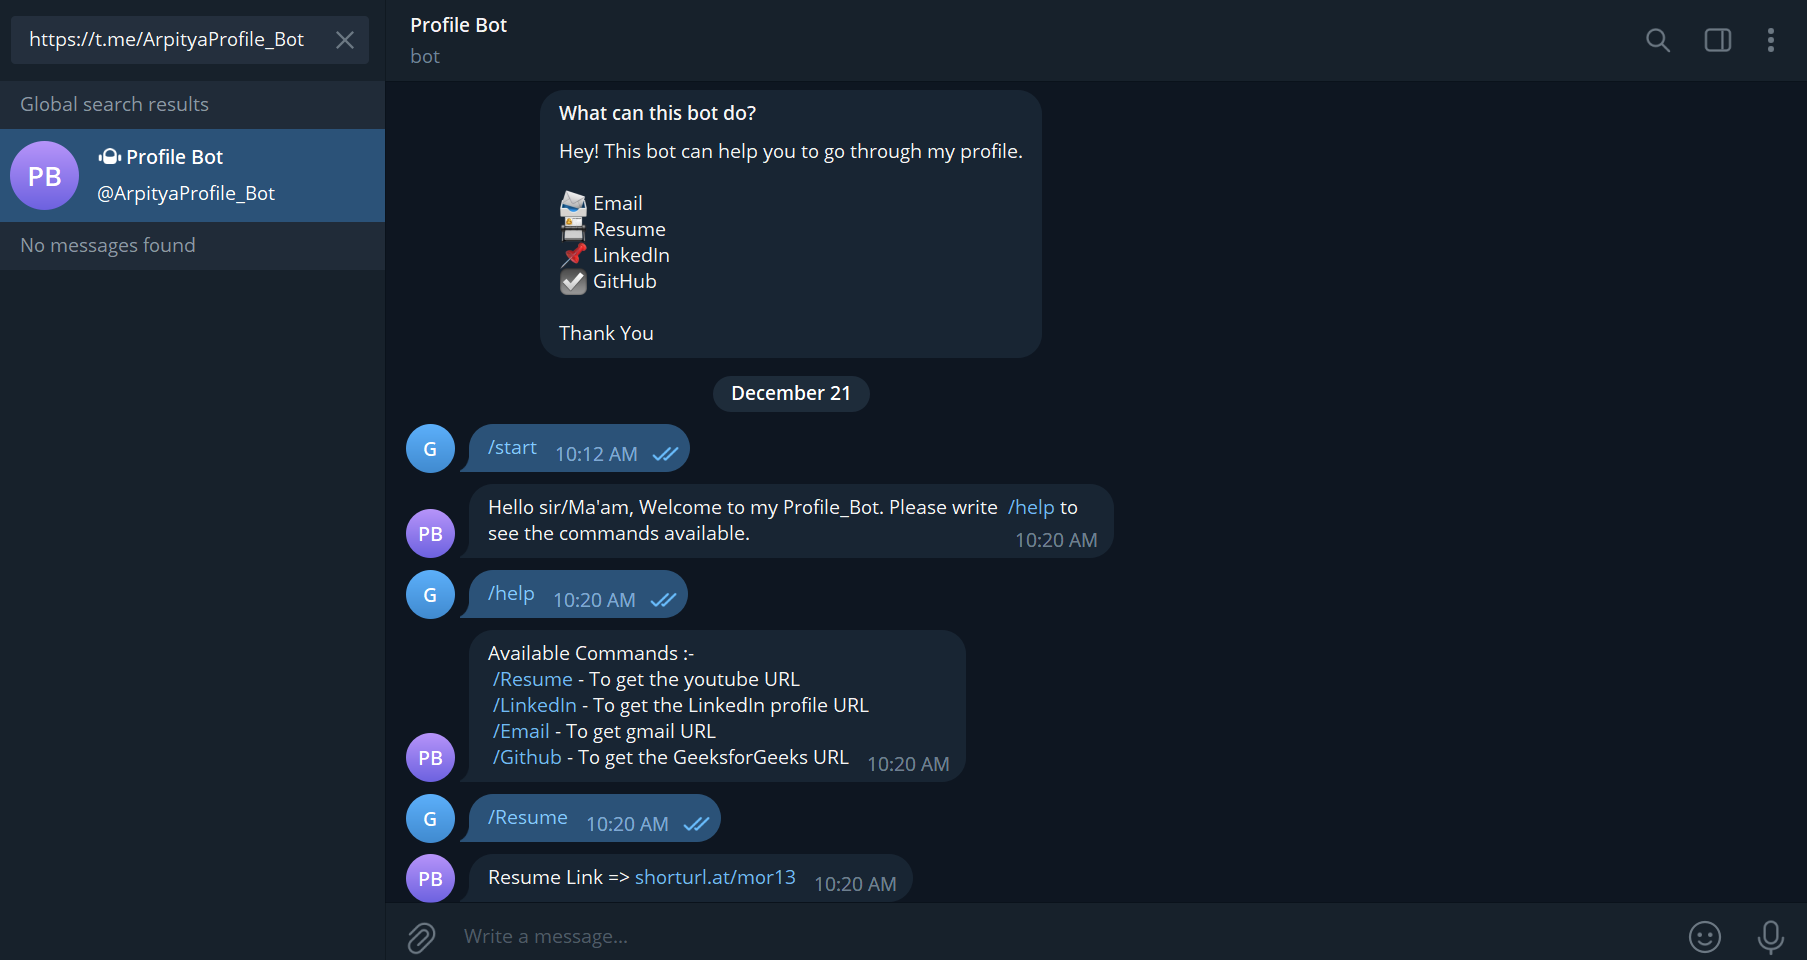 https://t.me/ArpityaProfile_Bot
Global search results
PB
Profile Bot
@ArpityaProfile_Bot
No messages found
Profile Bot
bot
What can this bot do?
Hey! This bot can help you to go through my profile.
Email
Resume
LinkedIn
GitHub
Thank You
December 21
G
/start 10:12 AM
Hello sir/Ma'am, Welcome to my Profile_Bot. Please write /help to
see the commands available.
10:20 AM
PB
G
/help 10:20 AM
Available Commands :-
/Resume - To get the youtube URL
/LinkedIn - To get the LinkedIn profile URL
/Email - To get gmail URL
/Github - To get the GeeksforGeeks URL 10:20 AM
PB
G
/Resume 10:20 AM
PB
Resume Link => shorturl.at/mor13 10:20 AM
Write a message...